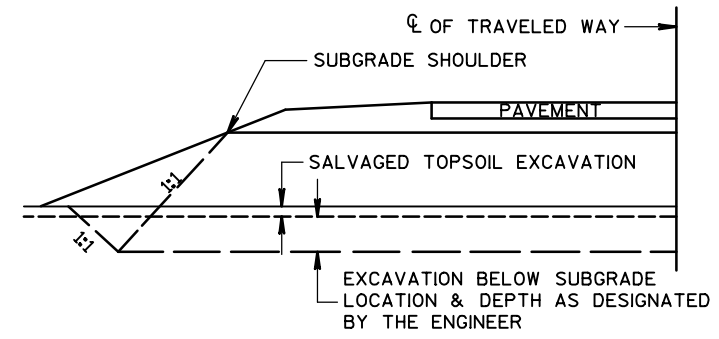 ℄ OF TRAVELED WAY
SUBGRADE SHOULDER
PAVEMENT
SALVAGED TOPSOIL EXCAVATION
1:1
1:1
EXCAVATION BELOW SUBGRADE
LOCATION & DEPTH AS DESIGNATED
BY THE ENGINEER